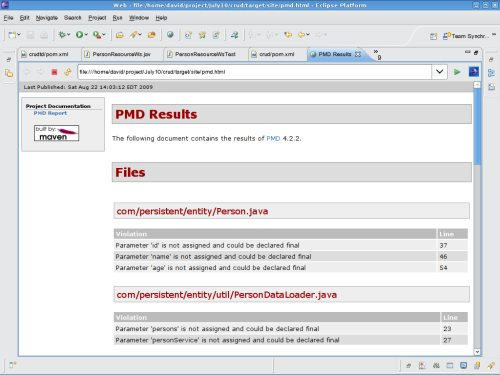 Web - file:/home/david/project/july10/crud/target/site/pmd.html - Eclipse Platform
File Edit Navigate Search Project Run Window Help
Team Synchr...
crudtd/pom.xml PersonResourceWs.jav PersonResourceWsTest crud/pom.xml PMD Results 9
file:///home/david/project/july10/crud/target/site/pmd.html
Last Published: Sat Aug 22 14:03:12 EDT 2009
Project Documentation
PMD Report
built by:
maven
PMD Results
The following document contains the results of PMD 4.2.2.
Files
com/persistent/entity/Person.java
Violation Line
Parameter 'id' is not assigned and could be declared final 37
Parameter 'name' is not assigned and could be declared final 46
Parameter 'age' is not assigned and could be declared final 54
com/persistent/entity/util/PersonDataLoader.java
Violation Line
Parameter 'persons' is not assigned and could be declared final 23
Parameter 'personService' is not assigned and could be declared final 27